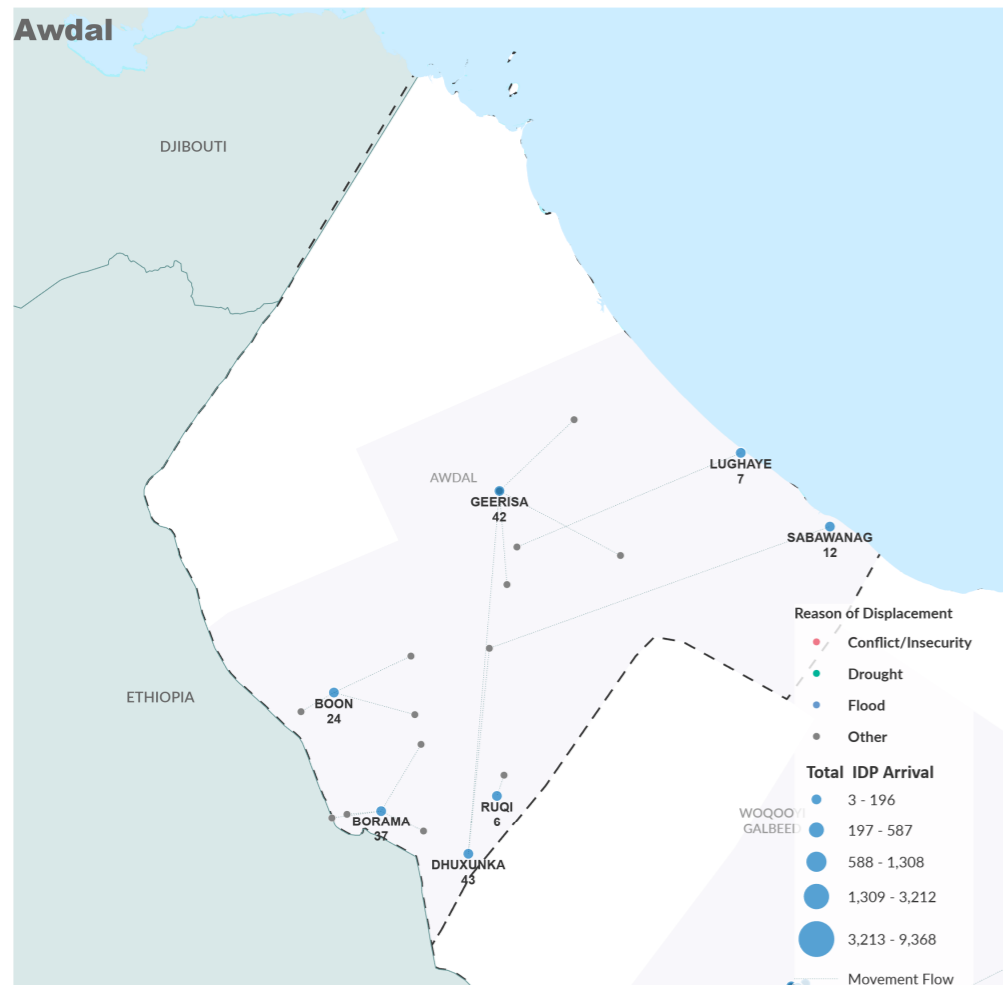 Awdal
DJIBOUTI
AWDAL
GEERISA
42
LUGHAYE
7
SABAWANAG
12
ETHIOPIA
BOON
24
BORAMA
37
RUQI
6
DHUXUNKA
43
WOQOOYI
GALBEED
Reason of Displacement
Conflict/Insecurity
Drought
Flood
Other
Total IDP Arrival
3 - 196
197 - 587
588 - 1,308
1,309 - 3,212
3,213 - 9,368
Movement Flow